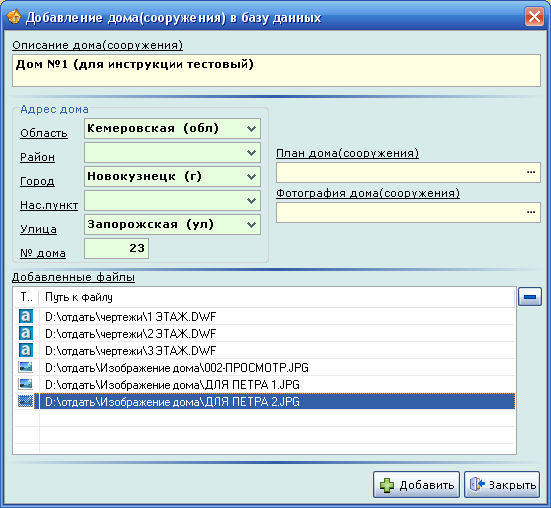 Добавление дома(сооружения) в базу данных
Описание дома(сооружения)
Дом №1 (для инструкции тестовый)
Адрес дома
Область Кемеровская (обл)
Район
Город Новокузнецк (г)
Нас.пункт
Улица Запорожская (ул)
№ дома 23
План дома(сооружения)
...
Фотография дома(сооружения)
...
Добавленные файлы
Т.. Путь к файлу
D:\отдать\чертежи\1 ЭТАЖ.DWF
D:\отдать\чертежи\2 ЭТАЖ.DWF
D:\отдать\чертежи\3 ЭТАЖ.DWF
D:\отдать\Изображение дома\002-ПРОСМОТР.JPG
D:\отдать\Изображение дома\ДЛЯ ПЕТРА 1.JPG
D:\отдать\Изображение дома\ДЛЯ ПЕТРА 2.JPG
Добавить Закрыть